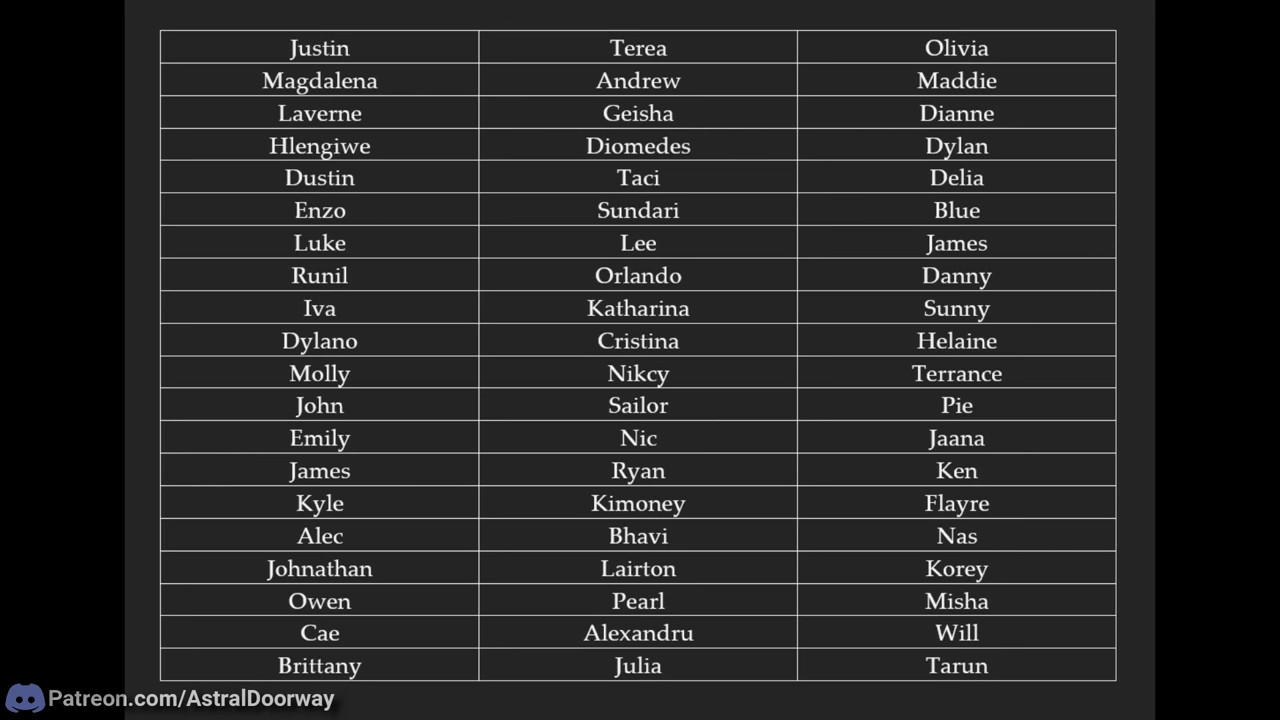 Justin Terea Olivia
Magdalena Andrew Maddie
Laverne Geisha Dianne
Hlengiwe Diomedes Dylan
Dustin Taci Delia
Enzo Sundari Blue
Luke Lee James
Runil Orlando Danny
Iva Katharina Sunny
Dylano Cristina Helaine
Molly Nikcy Terrance
John Sailor Pie
Emily Nic Jaana
James Ryan Ken
Kyle Kimoney Flayre
Alec Bhavi Nas
Johnathan Lairton Korey
Owen Pearl Misha
Cae Alexandru Will
Brittany Julia Tarun
Patreon.com/AstralDoorway